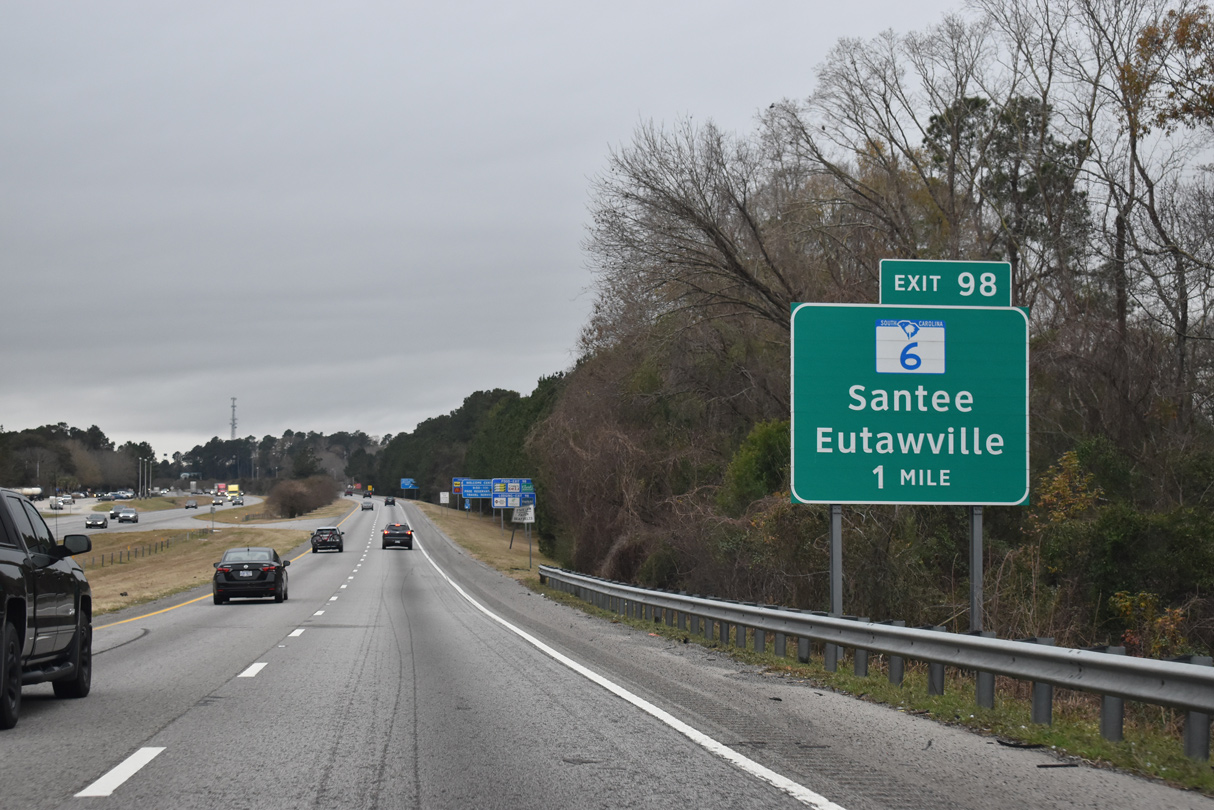 EXIT 98
SOUTH CAROLINA
6
Santee
Eutawville
1 MILE